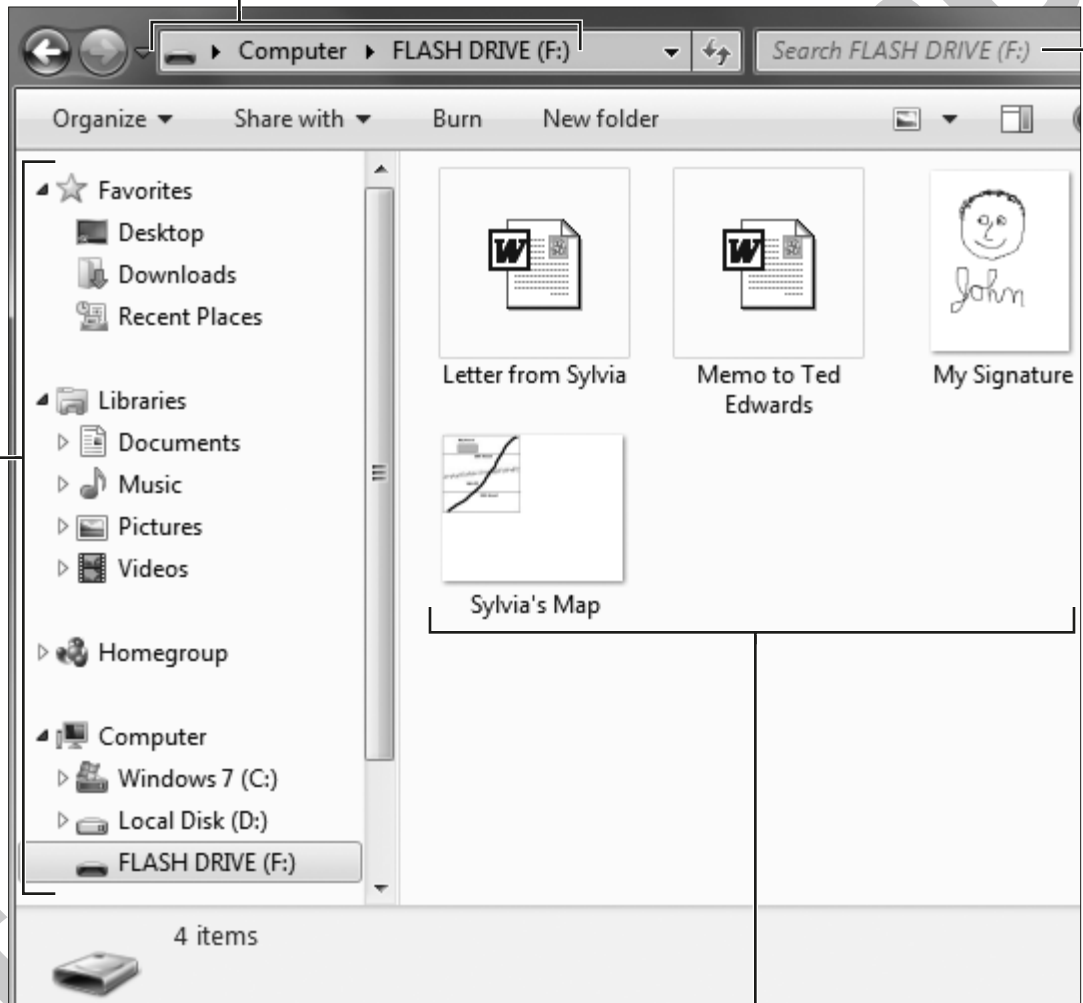 Computer FLASH DRIVE (F:) Search FLASH DRIVE (F:)
Organize Share with Burn New folder
Favorites
Desktop
Downloads
Recent Places
Libraries
Documents
Music
Pictures
Videos
Homegroup
Computer
Windows 7 (C:)
Local Disk (D:)
FLASH DRIVE (F:)
W
W
John
Letter from Sylvia
Memo to Ted
Edwards
My Signature
Sylvia's Map
4 items